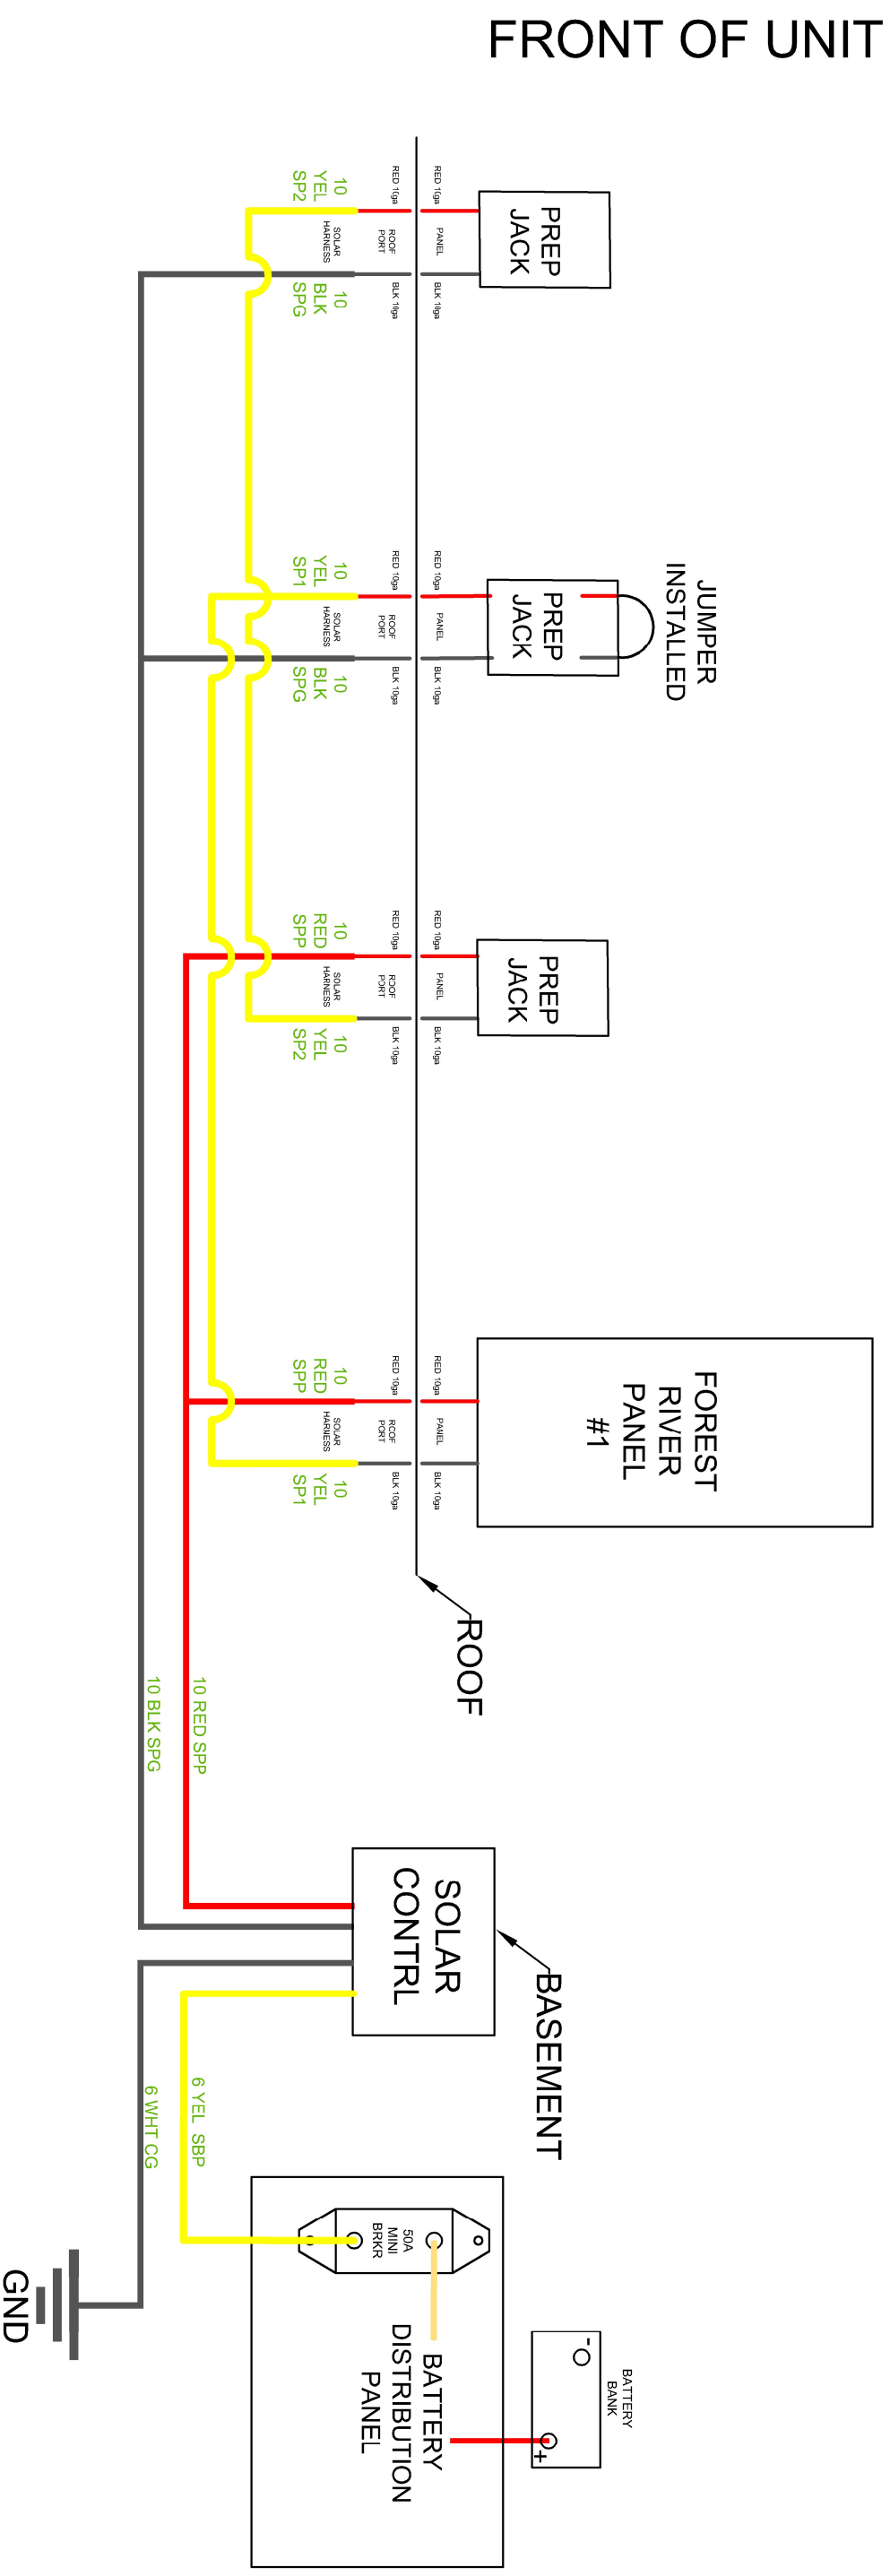 FRONT OF UNIT
PREP
JACK
RED 10ga
PANEL
BLK 10ga
RED 10ga
ROOF
PORT
BLK 10ga
SOLAR
HARNESS
10
YEL
SP2
10
BLK
SPG
JUMPER
INSTALLED
PREP
JACK
RED 10ga
PANEL
BLK 10ga
RED 10ga
ROOF
PORT
BLK 10ga
SOLAR
HARNESS
10
YEL
SP1
10
BLK
SPG
PREP
JACK
RED 10ga
PANEL
BLK 10ga
RED 10ga
ROOF
PORT
BLK 10ga
SOLAR
HARNESS
10
RED
SPP
10
YEL
SP2
FOREST
RIVER
PANEL
#1
RED 10ga
PANEL
BLK 10ga
RED 10ga
ROOF
PORT
BLK 10ga
SOLAR
HARNESS
10
RED
SPP
10
YEL
SP1
ROOF
10 RED SPP
10 BLK SPG
SOLAR
CONTRL
BASEMENT
6 YEL SBP
6 WHT CG
GND
50A
MINI
BRKR
BATTERY
DISTRIBUTION
PANEL
BATTERY
BANK
-
+